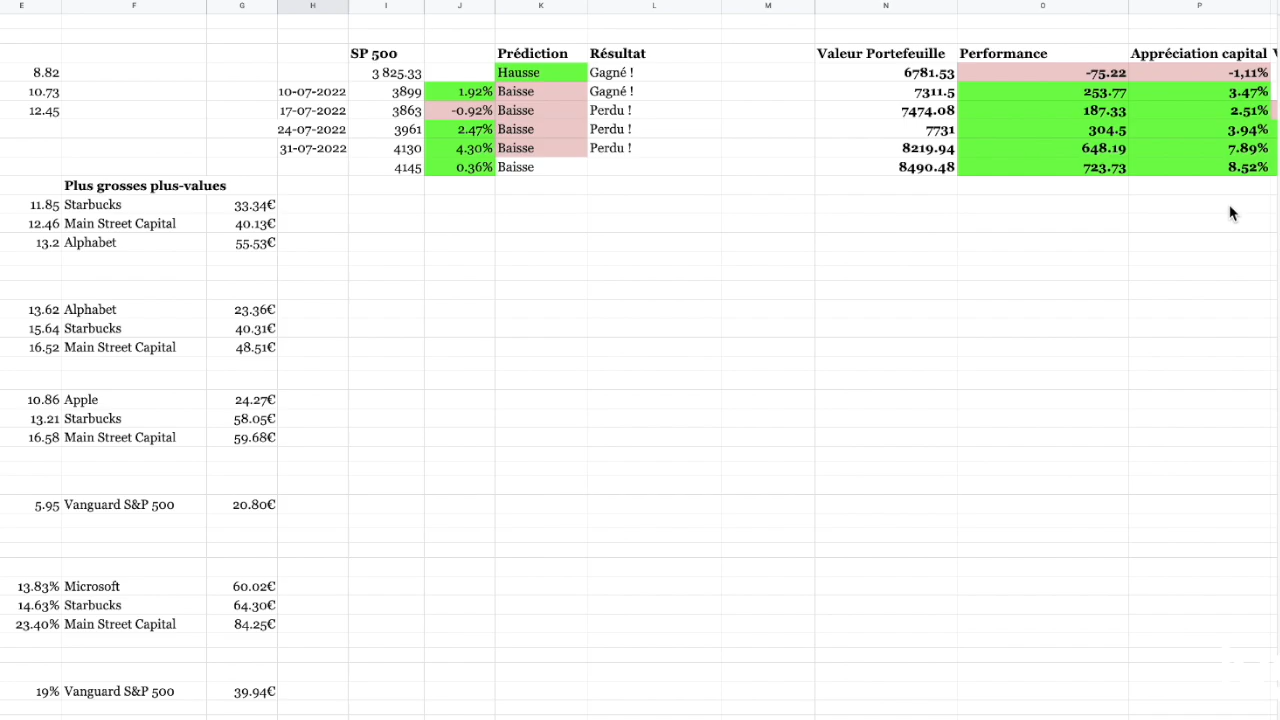 E F G H I J K L M N O P
SP 500 Prédiction Résultat Valeur Portefeuille Performance Appréciation capital
8.82 3 825.33 Hausse Gagné ! 6781.53 -75.22 -1,11%
10.73 10-07-2022 3899 1.92% Baisse Gagné ! 7311.5 253.77 3.47%
12.45 17-07-2022 3863 -0.92% Baisse Perdu ! 7474.08 187.33 2.51%
24-07-2022 3961 2.47% Baisse Perdu ! 7731 304.5 3.94%
31-07-2022 4130 4.30% Baisse Perdu ! 8219.94 648.19 7.89%
4145 0.36% Baisse 8490.48 723.73 8.52%
Plus grosses plus-values
11.85 Starbucks 33.34€
12.46 Main Street Capital 40.13€
13.2 Alphabet 55.53€
13.62 Alphabet 23.36€
15.64 Starbucks 40.31€
16.52 Main Street Capital 48.51€
10.86 Apple 24.27€
13.21 Starbucks 58.05€
16.58 Main Street Capital 59.68€
5.95 Vanguard S&P 500 20.80€
13.83% Microsoft 60.02€
14.63% Starbucks 64.30€
23.40% Main Street Capital 84.25€
19% Vanguard S&P 500 39.94€